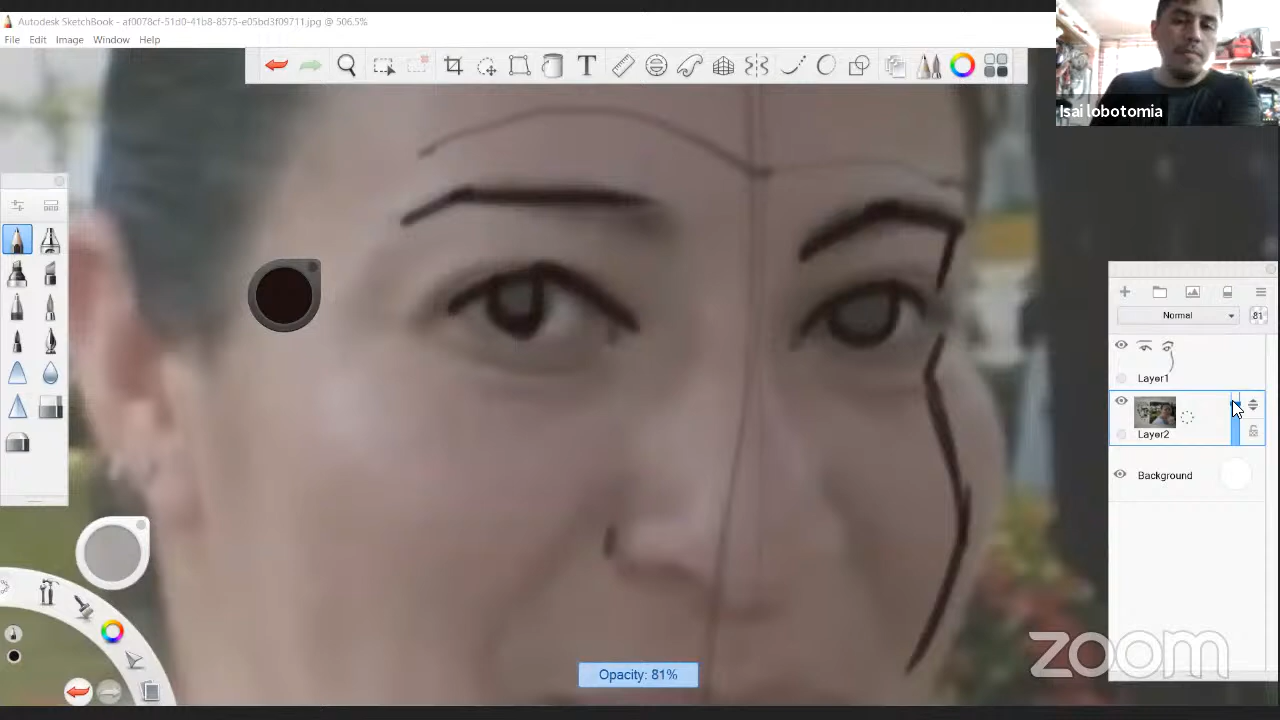 Autodesk SketchBook - af0078cf-51d0-41b8-8575-e05bd3f09711.jpg @ 506.5%
File Edit Image Window Help
T
Isai lobotomia
Normal
81
Layer1
Layer2
Background
Opacity: 81%
zoom